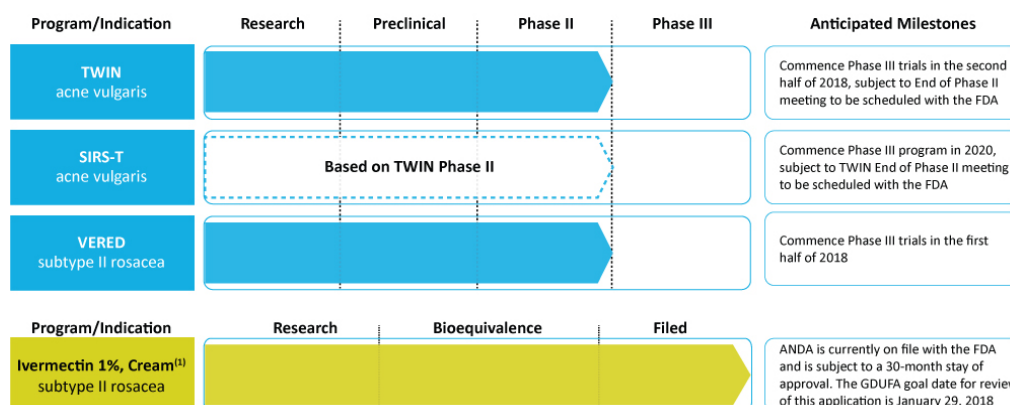 Program/Indication Research Preclinical Phase II Phase III Anticipated Milestones
TWIN
acne vulgaris
Commence Phase III trials in the second
half of 2018, subject to End of Phase II
meeting to be scheduled with the FDA
SIRS-T
acne vulgaris
Based on TWIN Phase II
Commence Phase III program in 2020,
subject to TWIN End of Phase II meeting
to be scheduled with the FDA
VERED
subtype II rosacea
Commence Phase III trials in the first
half of 2018
Program/Indication Research Bioequivalence Filed
Ivermectin 1%, Cream(1)
subtype II rosacea
ANDA is currently on file with the FDA
and is subject to a 30-month stay of
approval. The GDUFA goal date for review
of this application is January 29, 2018